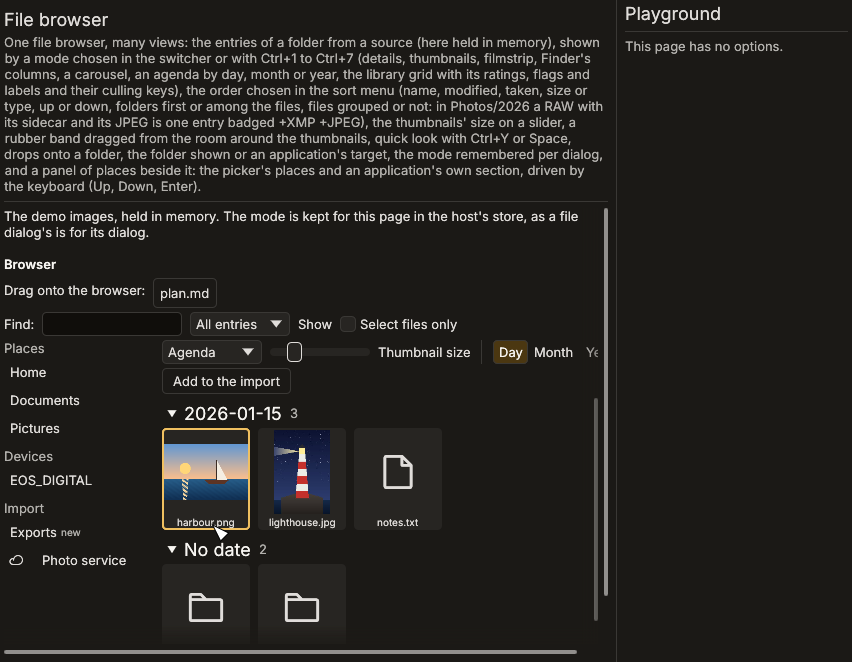 File browser
One file browser, many views: the entries of a folder from a source (here held in memory), shown
by a mode chosen in the switcher or with Ctrl+1 to Ctrl+7 (details, thumbnails, filmstrip, Finder's
columns, a carousel, an agenda by day, month or year, the library grid with its ratings, flags and
labels and their culling keys), the order chosen in the sort menu (name, modified, taken, size or
type, up or down, folders first or among the files, files grouped or not: in Photos/2026 a RAW with
its sidecar and its JPEG is one entry badged +XMP +JPEG), the thumbnails' size on a slider, a
rubber band dragged from the room around the thumbnails, quick look with Ctrl+Y or Space,
drops onto a folder, the folder shown or an application's target, the mode remembered per dialog,
and a panel of places beside it: the picker's places and an application's own section, driven by
the keyboard (Up, Down, Enter).
The demo images, held in memory. The mode is kept for this page in the host's store, as a file
dialog's is for its dialog.
Browser
Drag onto the browser: plan.md
Find: All entries Show Select files only
Places
Home
Documents
Pictures
Devices
EOS_DIGITAL
Import
Exports new
Photo service
Agenda Thumbnail size Day Month Ye
Add to the import
2026-01-15 3
harbour.png lighthouse.jpg notes.txt
No date 2
Playground
This page has no options.